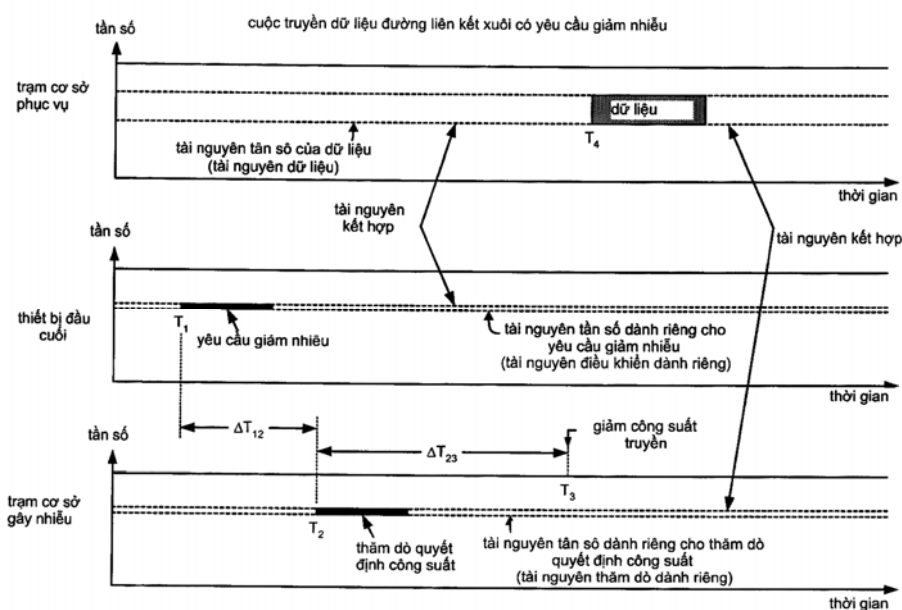 cuộc truyền dữ liệu đường liên kết xuôi có yêu cầu giảm nhiễu
tần số
trạm cơ sở
phục vụ
dữ liệu
T4
tài nguyên tân sô của dữ liệu
(tài nguyên dữ liệu)
thời gian
tài nguyên
kết hợp
tài nguyên kết hợp
tần số
thiết bị đầu
cuối
T1
yêu cầu giảm nhiêu
tài nguyên tần số dành riêng cho
yêu cầu giảm nhiễu
(tài nguyên điều khiển dành riêng)
thời gian
ΔT12
ΔT23
giảm công suất
truyền
tần số
T3
trạm cơ sở
gây nhiễu
T2
thăm dò quyết
định công suất
tài nguyên tân sô dành riêng cho thăm dò
quyết định công suất
(tài nguyên thăm dò dành riêng)
thời gian